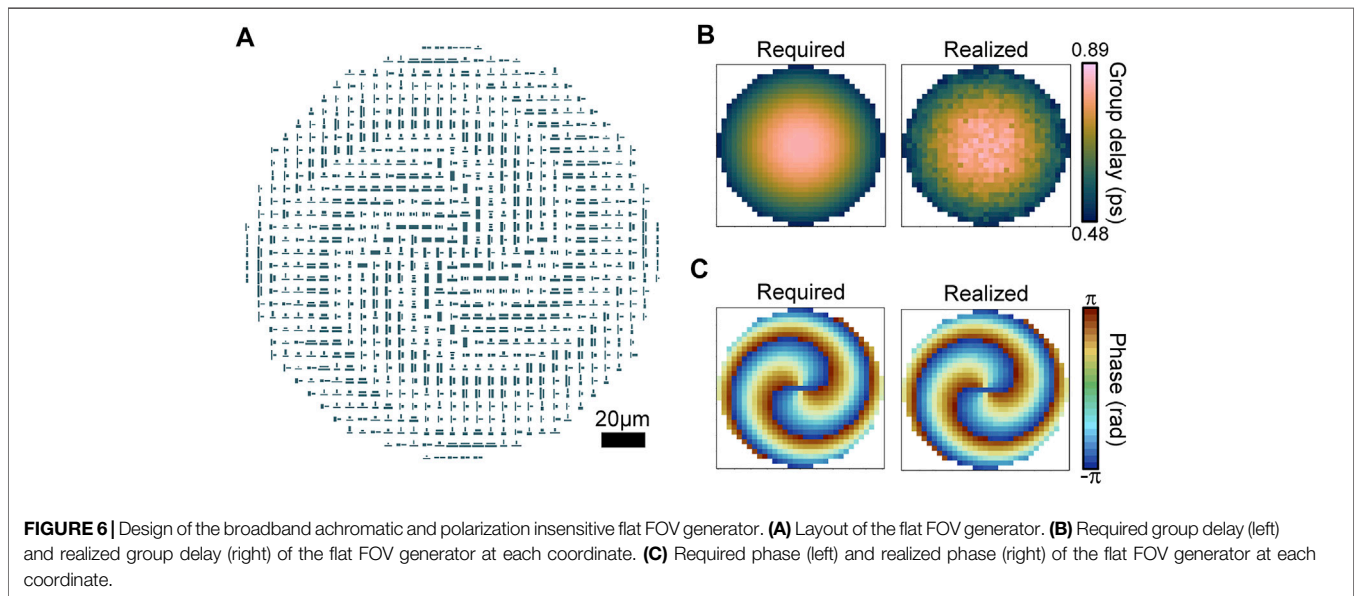 A
20μm
B
Required
Realized
0.89
Group delay (ps)
0.48
C
Required
Realized
π
Phase (rad)
-π
FIGURE 6 | Design of the broadband achromatic and polarization insensitive flat FOV generator. (A) Layout of the flat FOV generator. (B) Required group delay (left)
and realized group delay (right) of the flat FOV generator at each coordinate. (C) Required phase (left) and realized phase (right) of the flat FOV generator at each
coordinate.